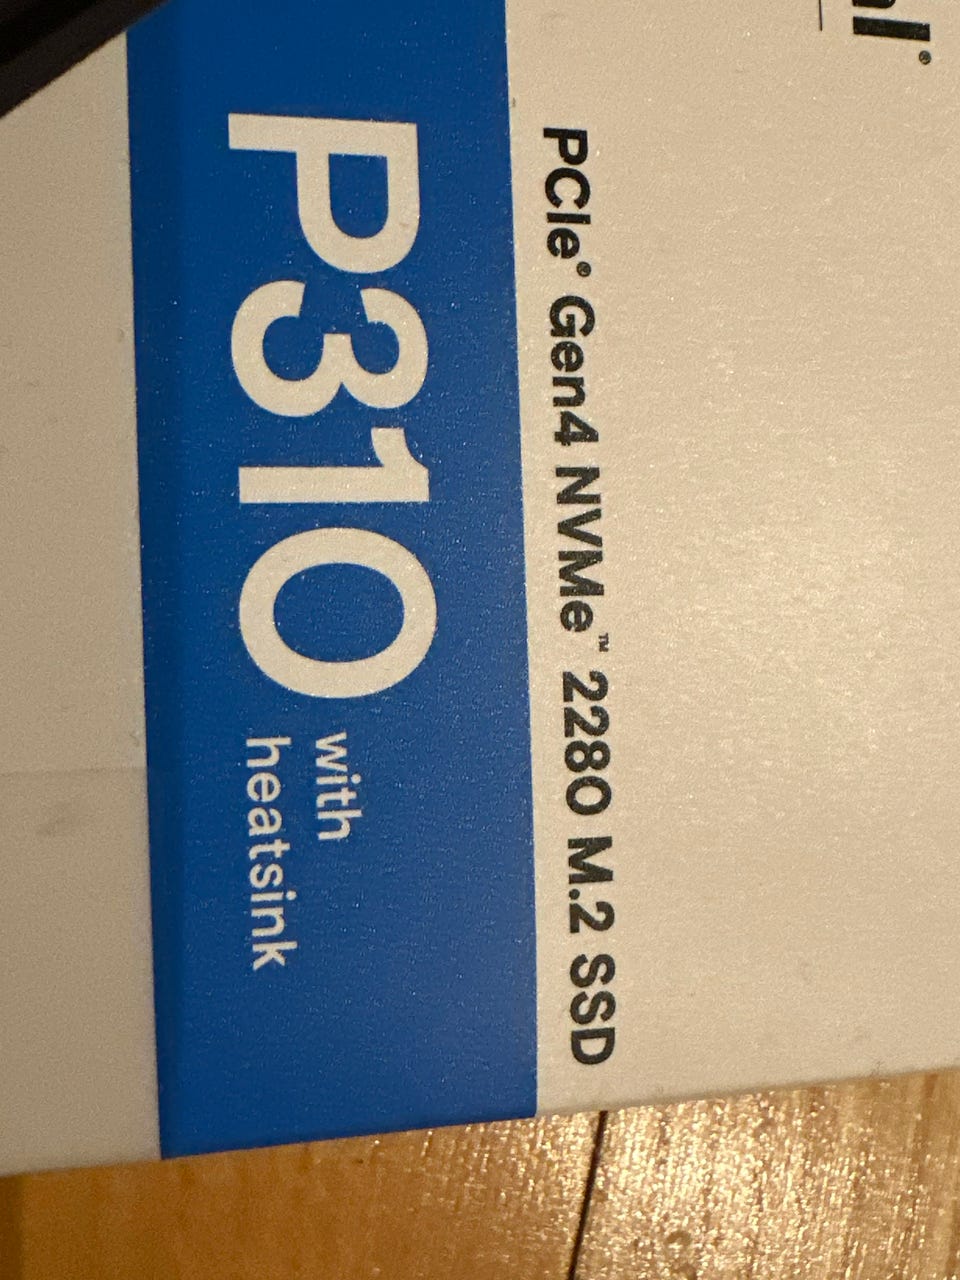 PCIe® Gen4 NVMe™ 2280 M.2 SSD
P310
with
heatsink